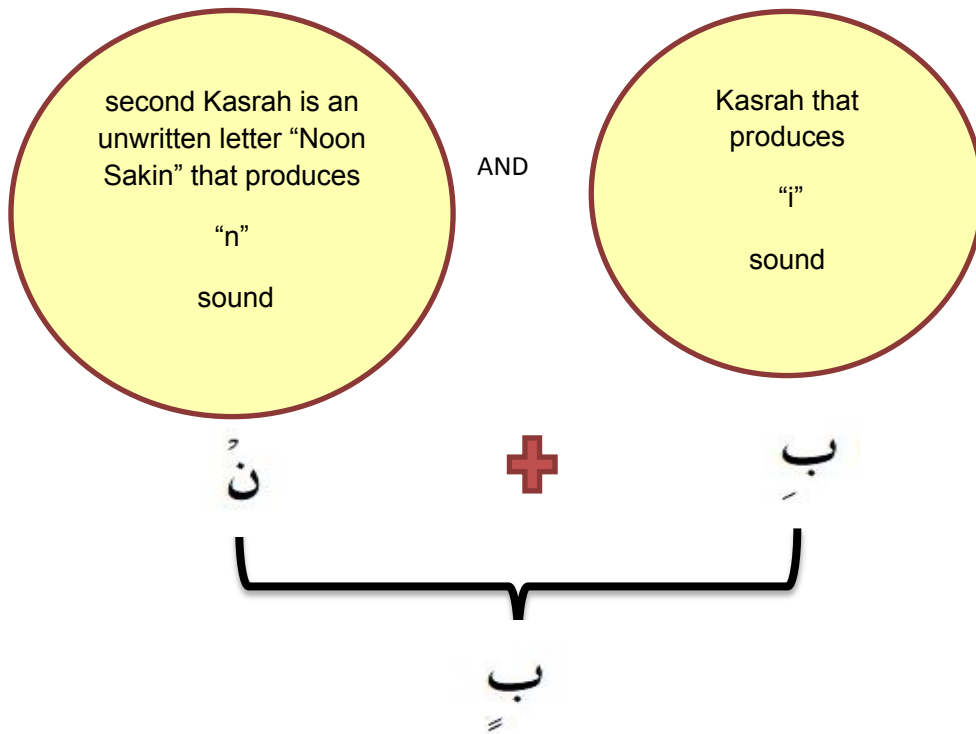 second Kasrah is an
unwritten letter “Noon
Sakin” that produces
“n”
sound
AND
Kasrah that
produces
“i”
sound
نْ
بِ
بٍ